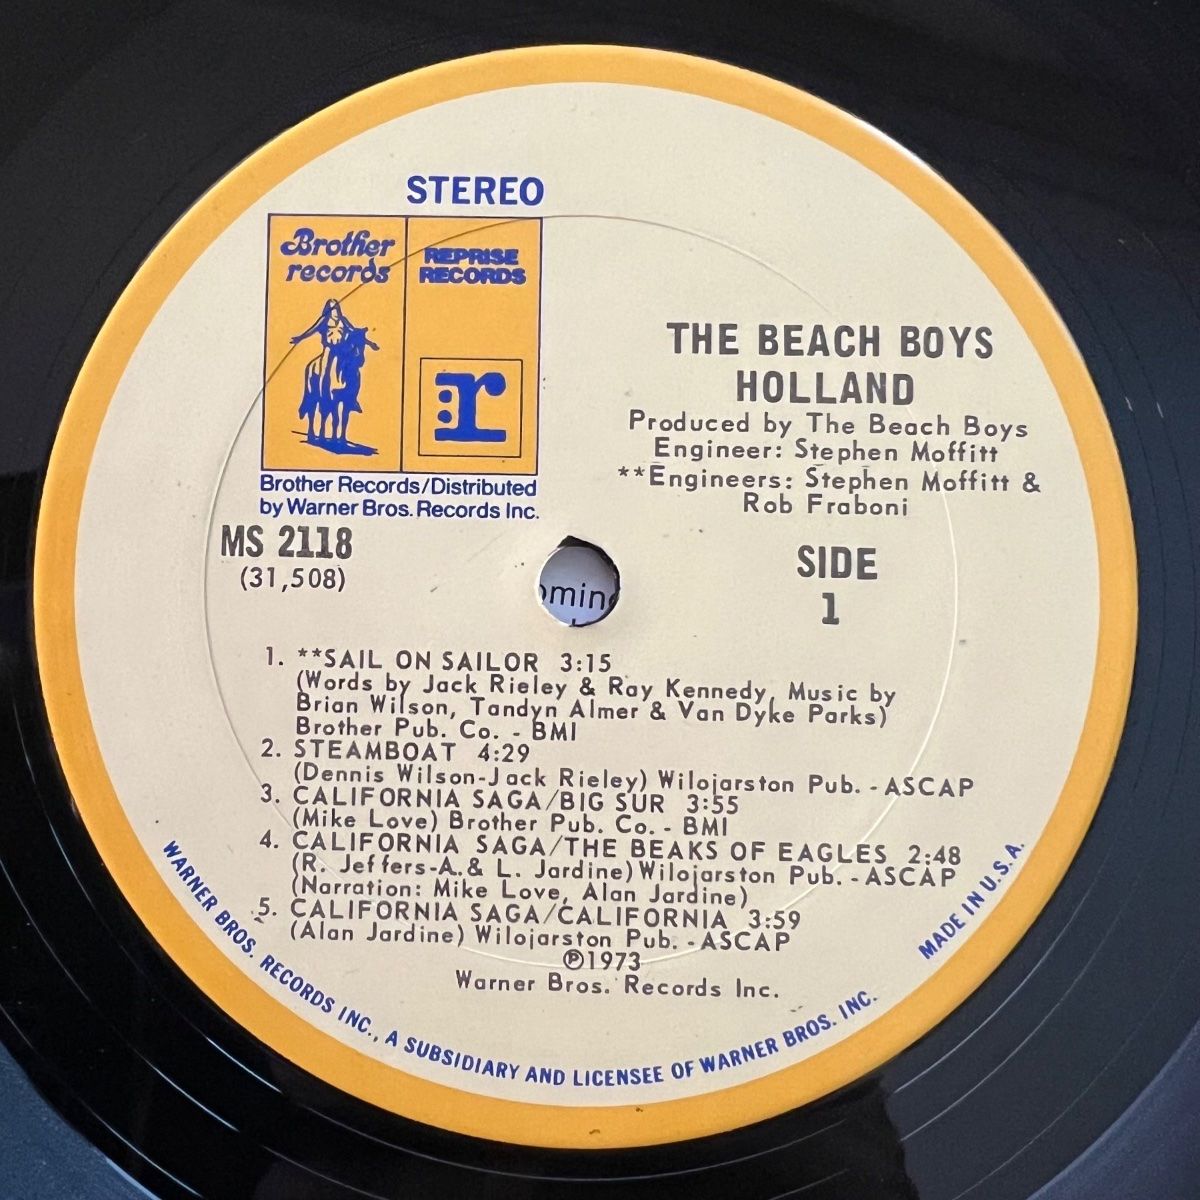 STEREO
Brother
records
REPRISE
RECORDS
r
Brother Records/Distributed
by Warner Bros. Records Inc.
MS 2118
(31,508)
THE BEACH BOYS
HOLLAND
Produced by The Beach Boys
Engineer: Stephen Moffitt
**Engineers: Stephen Moffitt &
Rob Fraboni
SIDE
1
1. **SAIL ON SAILOR 3:15
(Words by Jack Rieley & Ray Kennedy, Music by
Brian Wilson, Tandyn Almer & Van Dyke Parks)
Brother Pub. Co. - BMI
2. STEAMBOAT 4:29
(Dennis Wilson-Jack Rieley) Wilojarston Pub. - ASCAP
3. CALIFORNIA SAGA/BIG SUR 3:55
(Mike Love) Brother Pub. Co. - BMI
4. CALIFORNIA SAGA/THE BEAKS OF EAGLES 2:48
(R. Jeffers-A.& L. Jardine) Wilojarston Pub. - ASCAP
(Narration: Mike Love, Alan Jardine)
5. CALIFORNIA SAGA/CALIFORNIA 3:59
(Alan Jardine) Wilojarston Pub. - ASCAP
℗1973
Warner Bros. Records Inc.
WARNER BROS. RECORDS INC., A SUBSIDIARY AND LICENSEE OF WARNER BROS. INC.
MADE IN U.S.A.